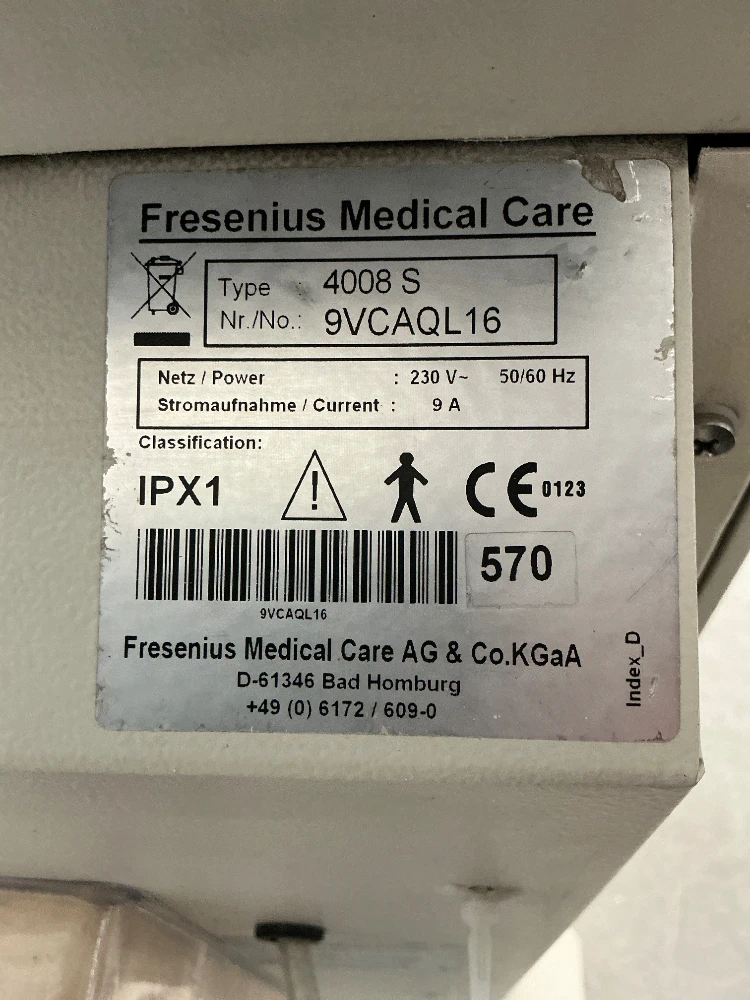 Fresenius Medical Care
Type : 4008 S
Nr./No.: 9VCAQL16
Netz / Power : 230 V~ 50/60 Hz
Stromaufnahme / Current : 9 A
Classification:
IPX1 ! CE 0123
570
9VCAQL16
Fresenius Medical Care AG & Co.KGaA
D-61346 Bad Homburg
+49 (0) 6172 / 609-0
Index_D